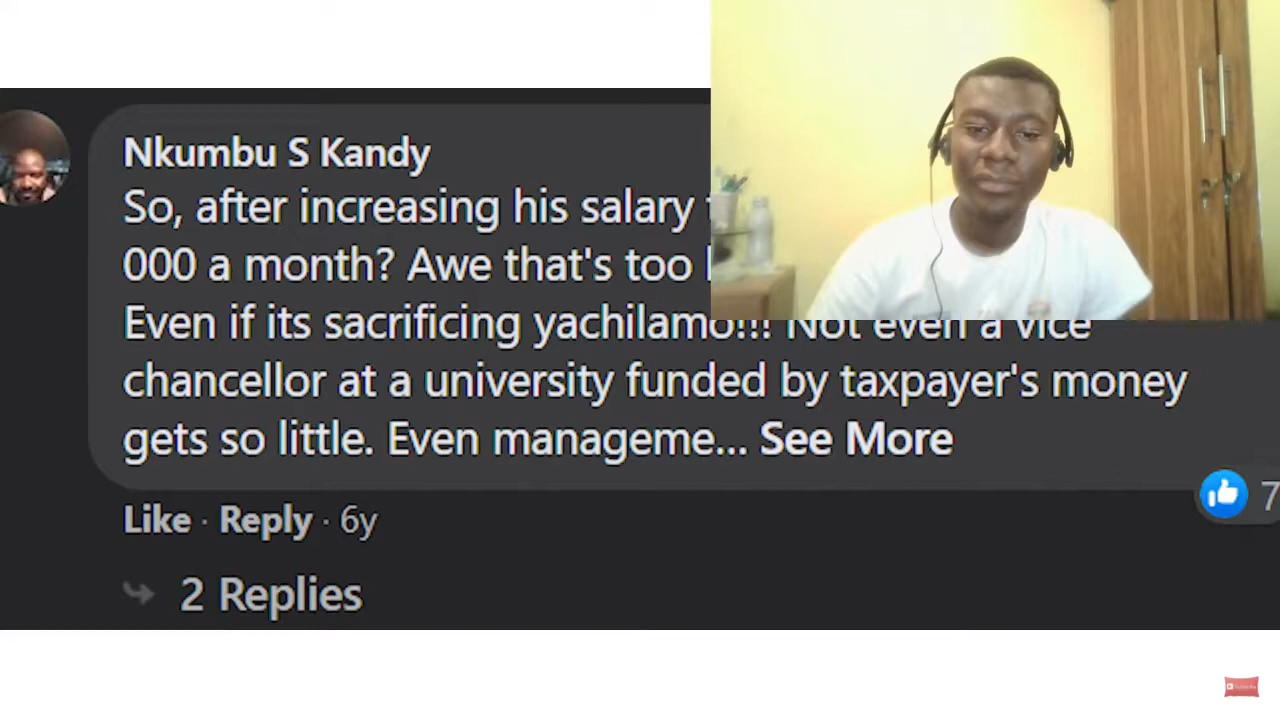 Nkumbu S Kandy
So, after increasing his salary
000 a month? Awe that's too
Even if its sacrificing yachilamo!!! Not even a vice
chancellor at a university funded by taxpayer's money
gets so little. Even manageme... See More
7
Like · Reply · 6y
2 Replies